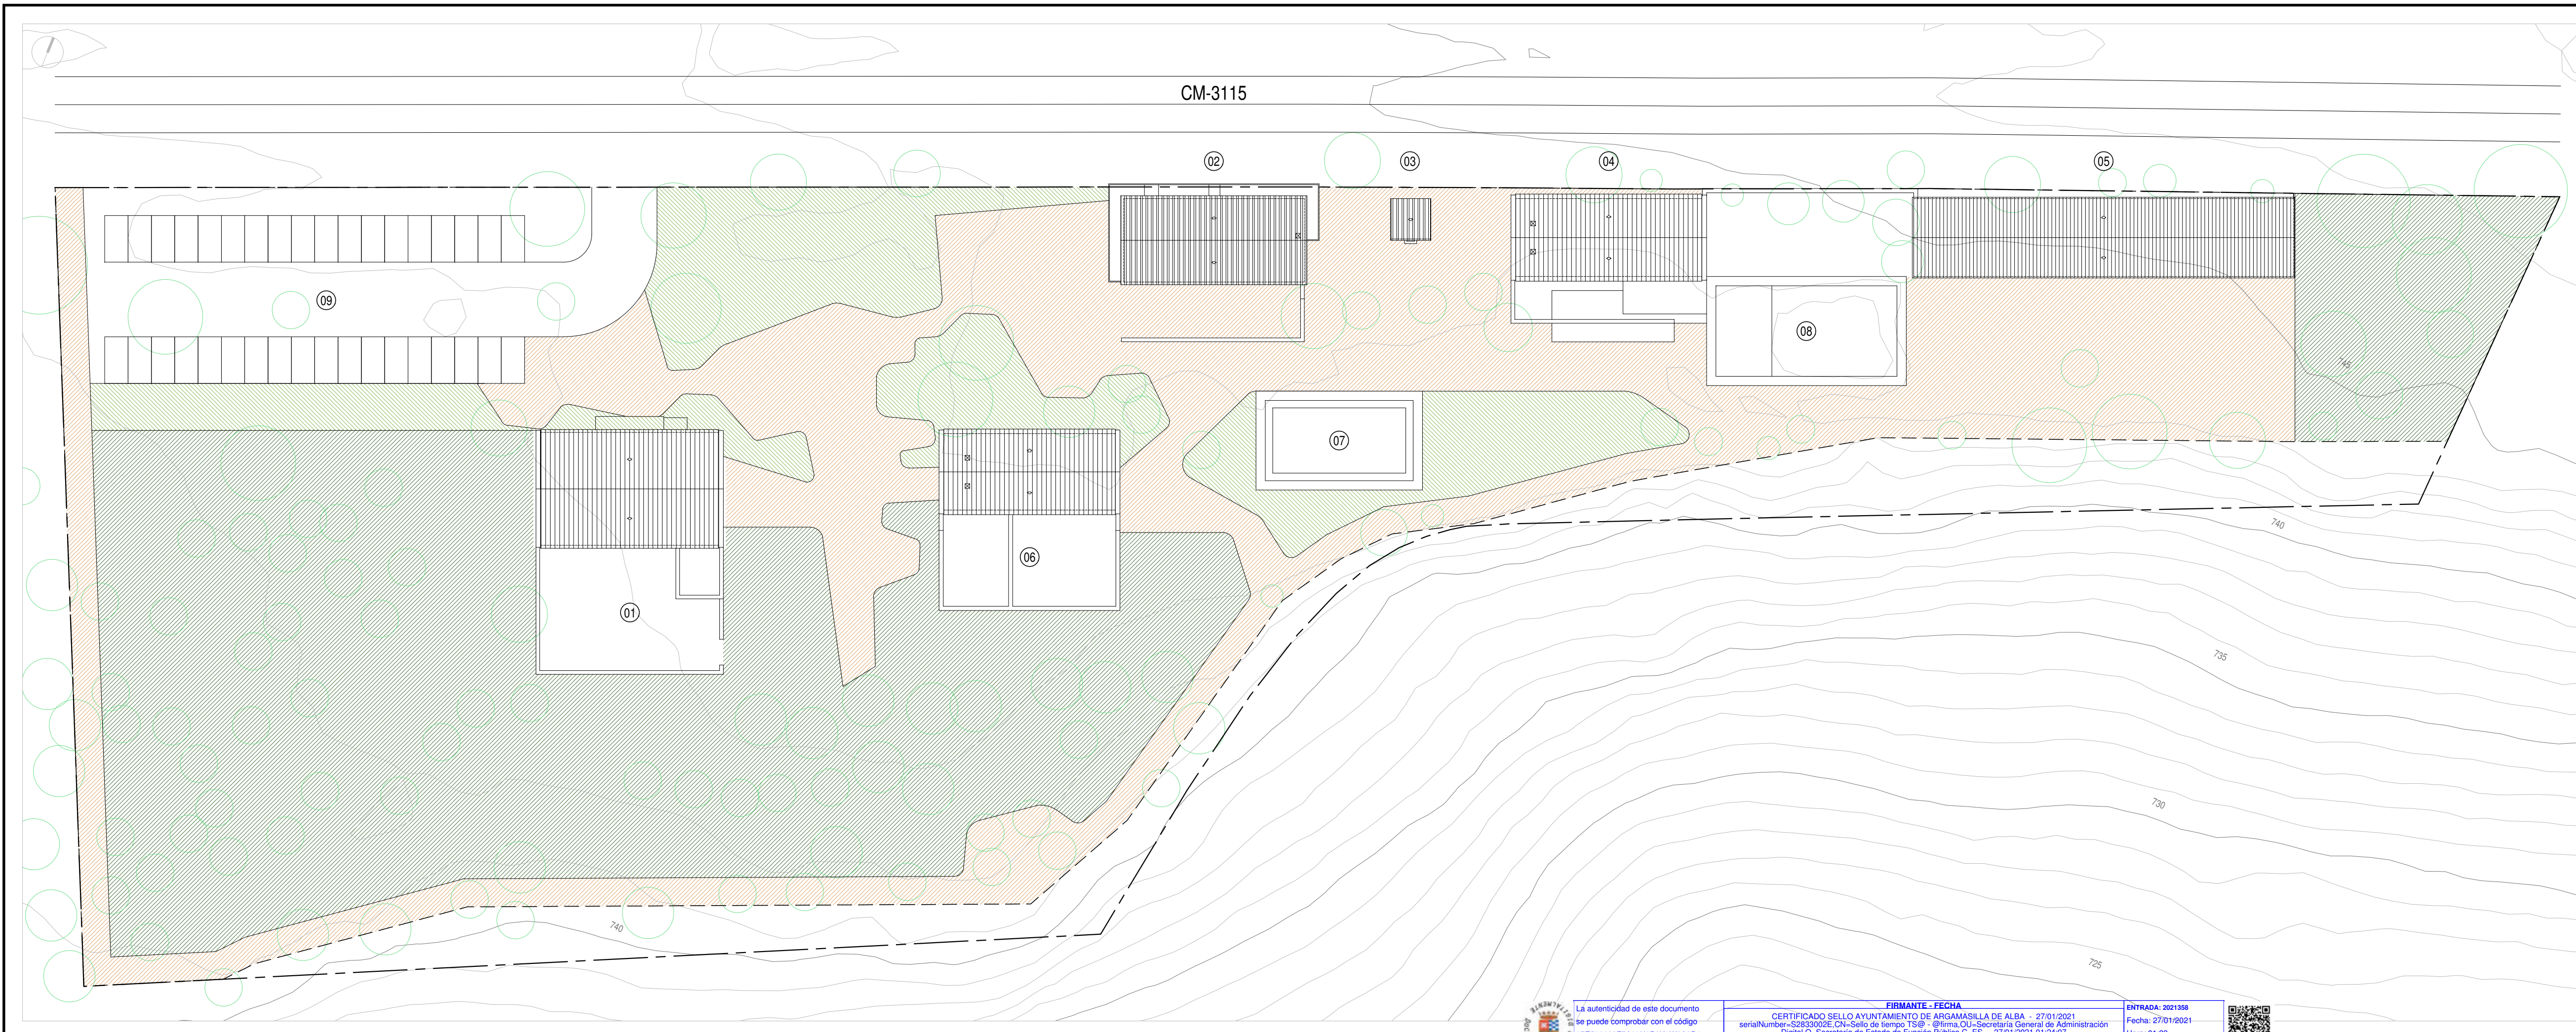 CM-3115
02
03
04
05
09
08
745
07
740
06
01
735
730
740
725
La autenticidad de este documento
se puede comprobar con el código
FIRMANTE - FECHA
CERTIFICADO SELLO AYUNTAMIENTO DE ARGAMASILLA DE ALBA - 27/01/2021
serialNumber=S2833002E,CN=Sello de tiempo TS@ - @firma,OU=Secretaría General de Administración
ENTRADA: 2021358
Fecha: 27/01/2021